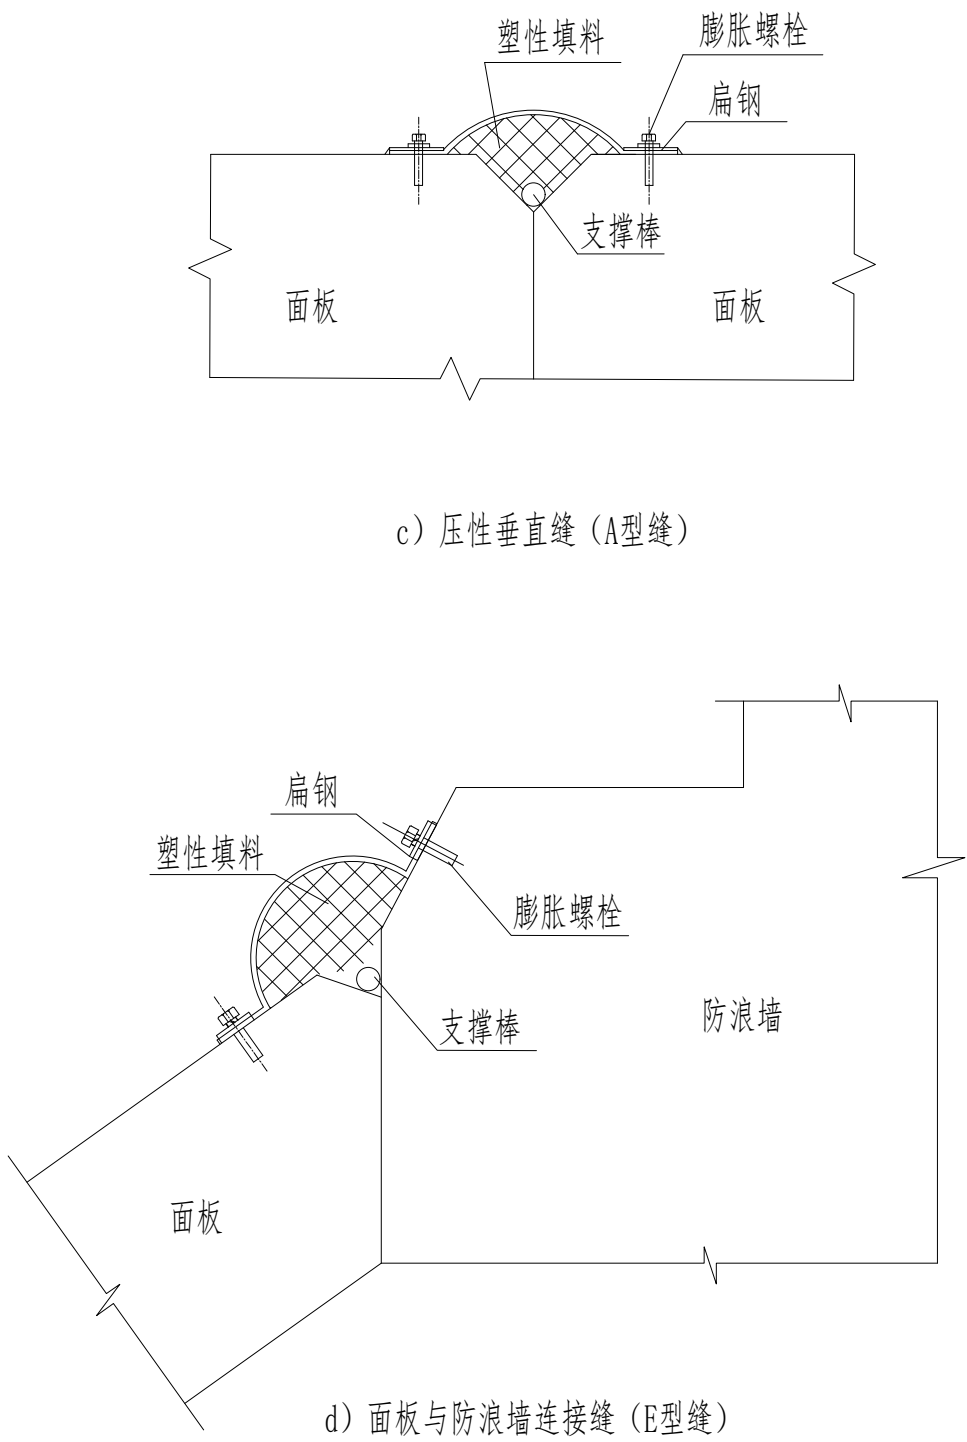 塑性填料
膨胀螺栓
扁钢
支撑棒
面板
面板
c）压性垂直缝（A型缝）
扁钢
塑性填料
膨胀螺栓
支撑棒
防浪墙
面板
d）面板与防浪墙连接缝（E型缝）